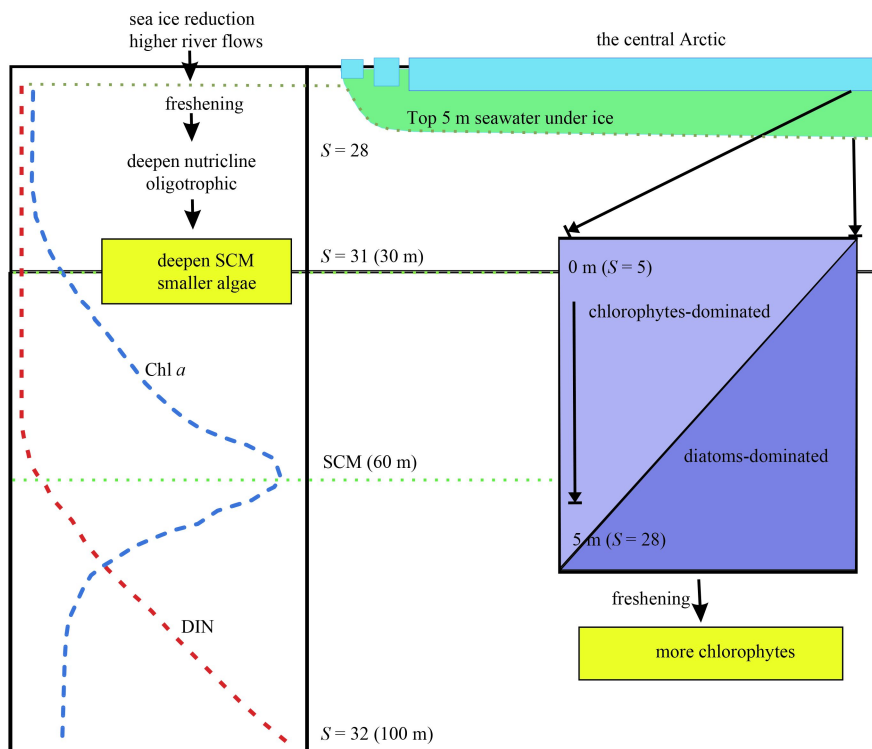 sea ice reduction
higher river flows
the central Arctic
freshening
Top 5 m seawater under ice
S = 28
deepen nutricline
oligotrophic
S = 31 (30 m)
deepen SCM
smaller algae
0 m (S = 5)
chlorophytes-dominated
Chl a
SCM (60 m)
diatoms-dominated
5 m (S = 28)
freshening
DIN
more chlorophytes
S = 32 (100 m)